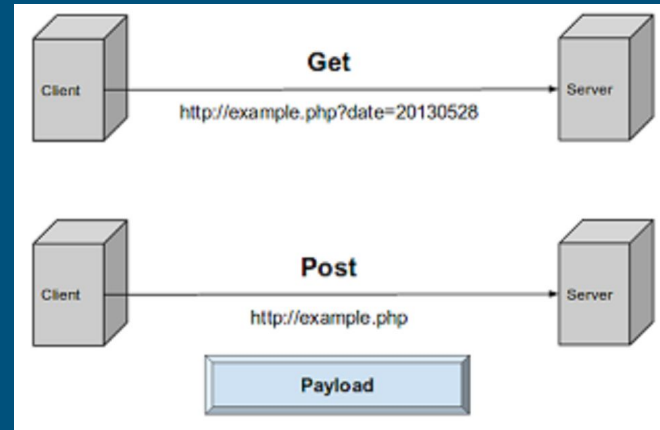 Get
Client
Server
http://example.php?date=20130528
Post
Client
Server
http://example.php
Payload